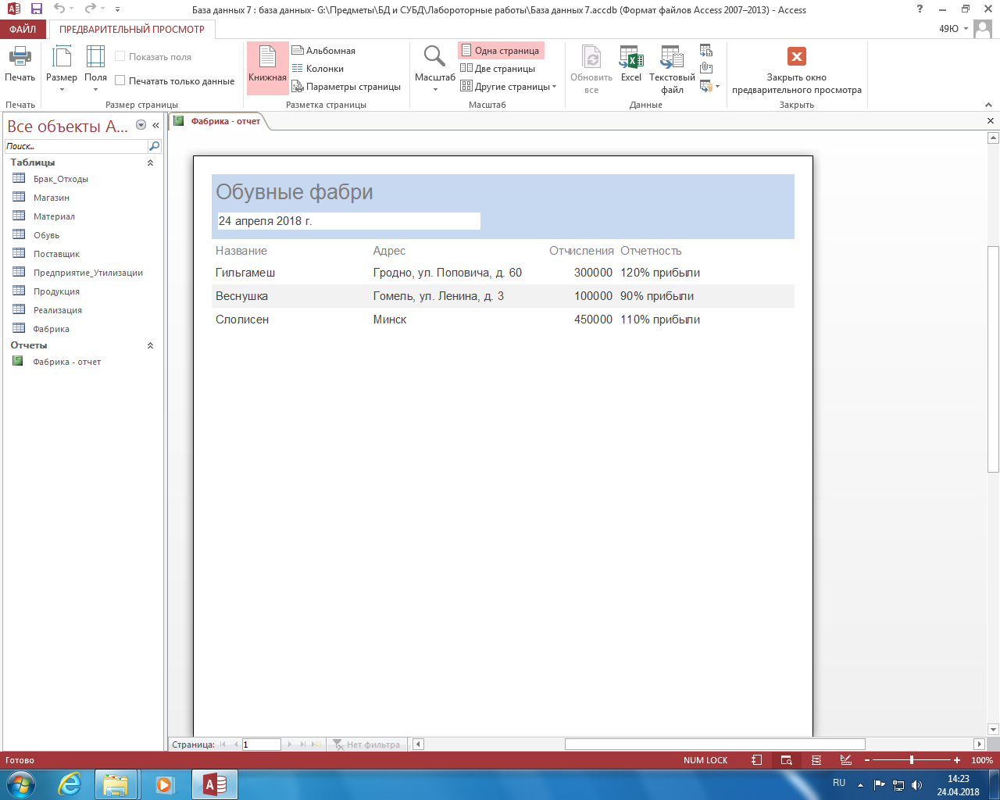 База данных 7 : база данных- G:\Предметы\БД и СУБД\Лабороторные работы\База данных 7.accdb (Формат файлов Access 2007–2013) - Access
ФАЙЛ
ПРЕДВАРИТЕЛЬНЫЙ ПРОСМОТР
49Ю
Печать
Размер
Поля
Показать поля
Печатать только данные
Книжная
Альбомная
Колонки
Параметры страницы
Масштаб
Одна страница
Две страницы
Другие страницы
Обновить все
Excel
Текстовый файл
Закрыть окно
предварительного просмотра
Печать
Размер страницы
Разметка страницы
Масштаб
Данные
Закрыть
Все объекты A...
Поиск...
Таблицы
Брак_Отходы
Магазин
Материал
Обувь
Поставщик
Предприятие_Утилизации
Продукция
Реализация
Фабрика
Отчеты
Фабрика - отчет
Фабрика - отчет
Обувные фабри
24 апреля 2018 г.
Название Адрес Отчисления Отчетность
Гильгамеш Гродно, ул. Поповича, д. 60 300000 120% прибыли
Веснушка Гомель, ул. Ленина, д. 3 100000 90% прибыли
Слолисен Минск 450000 110% прибыли
Страница: 1 Нет фильтра
Готово
NUM LOCK
100%
RU
14:23
24.04.2018